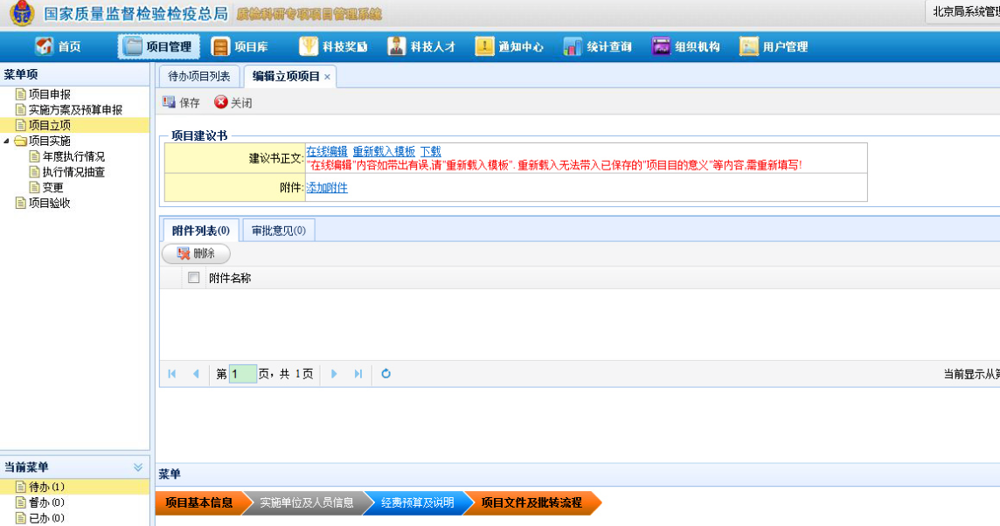 国家质量监督检验检疫总局 质检科研专项项目管理系统
北京局系统管理
首页 项目管理 项目库 科技奖励 科技人才 通知中心 统计查询 组织机构 用户管理
菜单项
项目申报
实施方案及预算申报
项目立项
项目实施
年度执行情况
执行情况抽查
变更
项目验收
待办项目列表 编辑立项项目 ×
保存 关闭
项目建议书
建议书正文: 在线编辑 重新载入模板 下载
"在线编辑"内容如带出有误,请"重新载入模板". 重新载入无法带入已保存的"项目目的意义"等内容,需重新填写!
附件: 添加附件
附件列表(0) 审批意见(0)
删除
附件名称
第 1 页，共 1页
当前显示从第
当前菜单
待办 (1)
督办 (0)
已办 (0)
菜单
项目基本信息 实施单位及人员信息 经费预算及说明 项目文件及批转流程